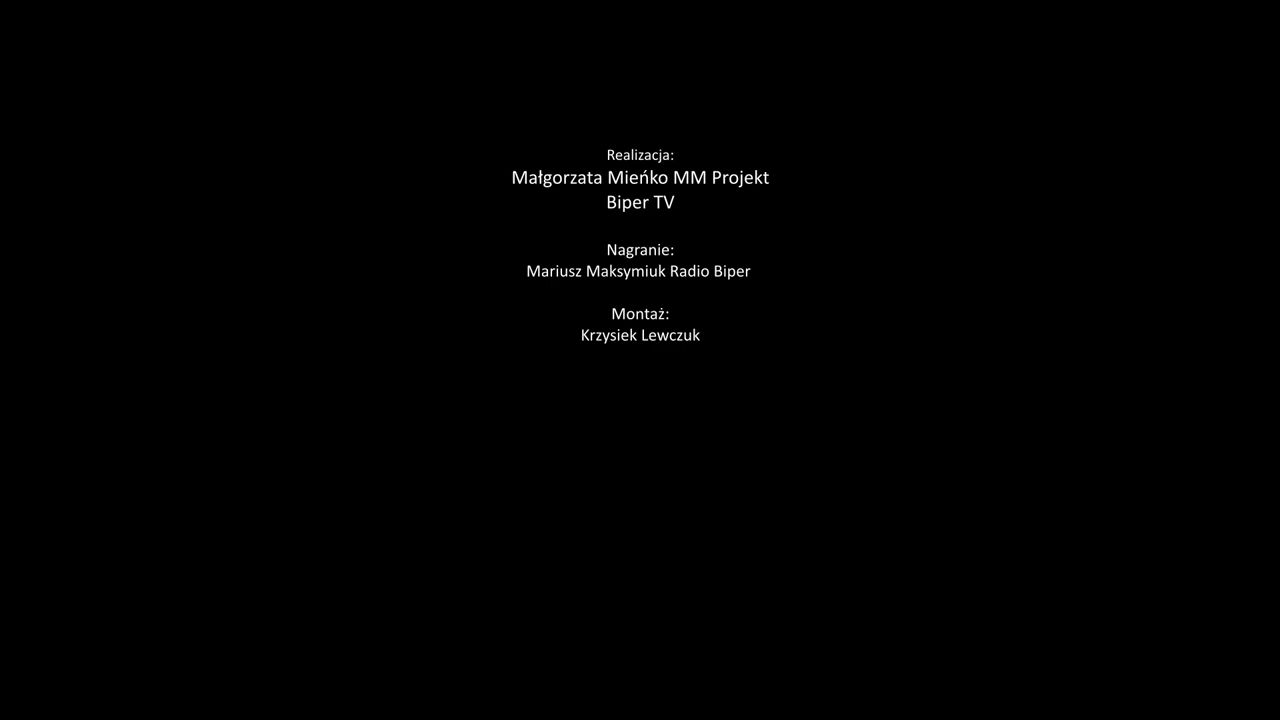 Realizacja:
Małgorzata Mieńko MM Projekt
Biper TV
Nagranie:
Mariusz Maksymiuk Radio Biper
Montaż:
Krzysiek Lewczuk